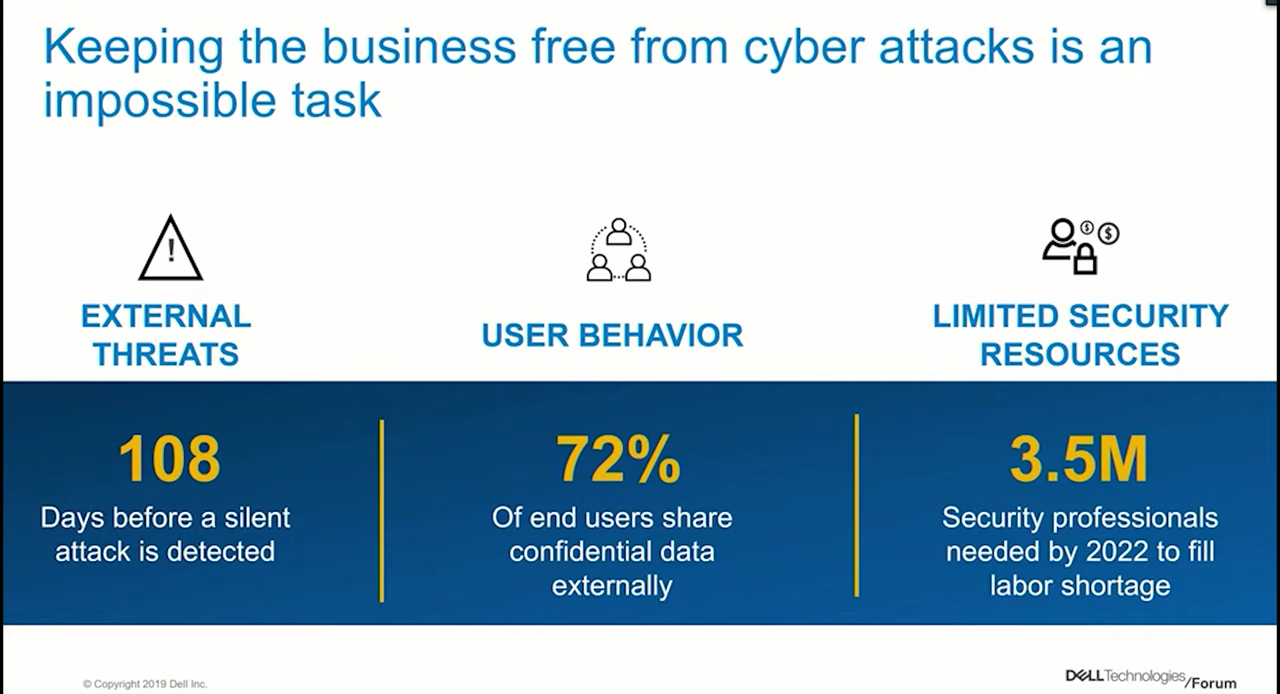 Keeping the business free from cyber attacks is an
impossible task
!
EXTERNAL
THREATS
USER BEHAVIOR
$ $
LIMITED SECURITY
RESOURCES
108
Days before a silent
attack is detected
72%
Of end users share
confidential data
externally
3.5M
Security professionals
needed by 2022 to fill
labor shortage
© Copyright 2019 Dell Inc.
DELLTechnologies/Forum